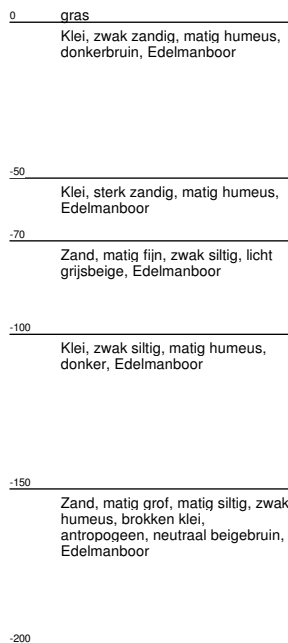 0 gras
Klei, zwak zandig, matig humeus,
donkerbruin, Edelmanboor
-50
Klei, sterk zandig, matig humeus,
Edelmanboor
-70
Zand, matig fijn, zwak siltig, licht
grijsbeige, Edelmanboor
-100
Klei, zwak siltig, matig humeus,
donker, Edelmanboor
-150
Zand, matig grof, matig siltig, zwak
humeus, brokken klei,
antropogeen, neutraal beigebruin,
Edelmanboor
-200